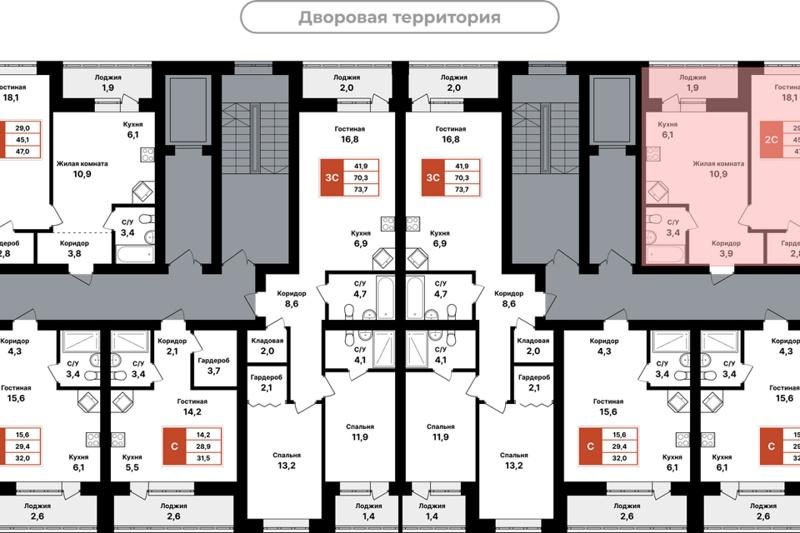 Дворовая территория
Гостиная
18,1
29,0
45,1
47,0
Лоджия
1,9
Кухня
6,1
Жилая комната
10,9
С/У
3,4
Коридор
3,8
2,8
Лоджия
2,0
Гостиная
16,8
3С
41,9
70,3
73,7
Кухня
6,9
С/У
4,7
Коридор
8,6
Лоджия
2,0
Гостиная
16,8
3С
41,9
70,3
73,7
Кухня
6,9
С/У
4,7
Коридор
8,6
Лоджия
1,9
Кухня
6,1
Жилая комната
10,9
С/У
3,4
Коридор
3,9
Гостиная
18,1
2С
Гардероб
2,8
Коридор
4,3
С/У
3,4
Гостиная
15,6
15,6
29,4
32,0
Кухня
6,1
2,6
Коридор
2,1
С/У
3,4
Гардероб
3,7
Гостиная
14,2
С
14,2
28,9
31,5
Кухня
5,5
Лоджия
2,6
Кладовая
2,0
Гардероб
2,1
С/У
4,1
Спальня
11,9
Спальня
13,2
Лоджия
1,4
С/У
4,1
Спальня
11,9
Лоджия
1,4
Кладовая
2,0
Гардероб
2,1
Спальня
13,2
Коридор
4,3
С/У
3,4
Гостиная
15,6
С
15,6
29,4
32,0
Кухня
6,1
Лоджия
2,6
Коридор
4,3
С/У
3,4
Гостиная
15,6
С
Кухня
6,1
Лоджия
2,6